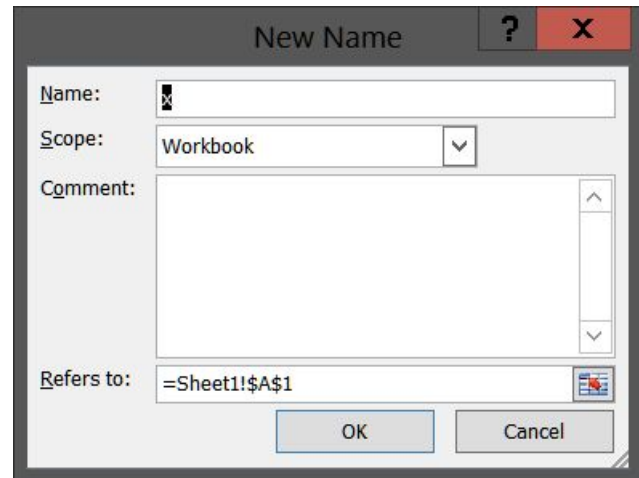 New Name ? X
Name: x
Scope: Workbook
Comment:
Refers to: =Sheet1!$A$1
OK Cancel